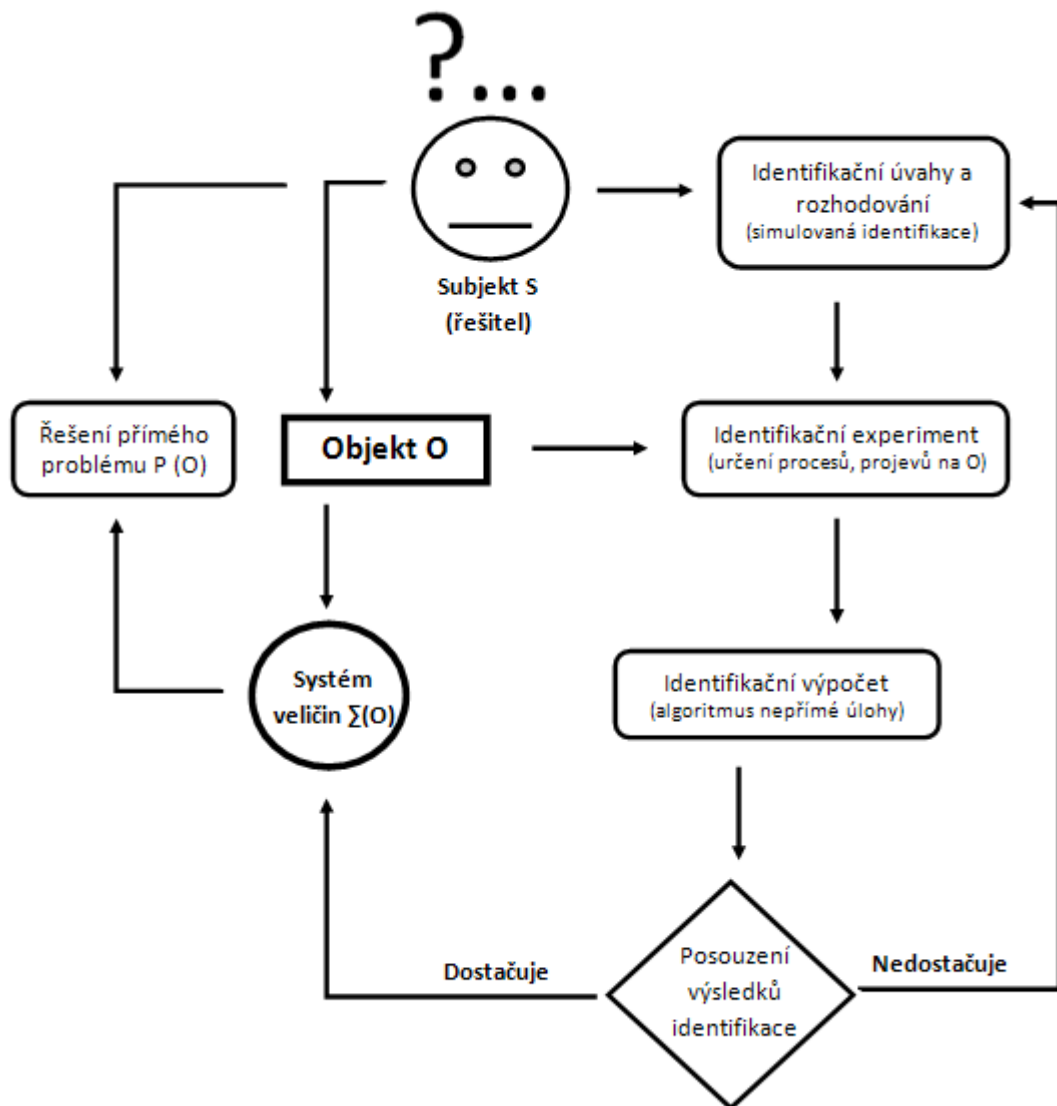 ?...
Identifikační úvahy a
rozhodování
(simulovaná identifikace)
Subjekt S
(řešitel)
Řešení přímého
problému P (O)
Objekt O
Identifikační experiment
(určení procesů, projevů na O)
Systém
veličin ∑(O)
Identifikační výpočet
(algoritmus nepřímé úlohy)
Dostačuje
Posouzení
výsledků
identifikace
Nedostačuje